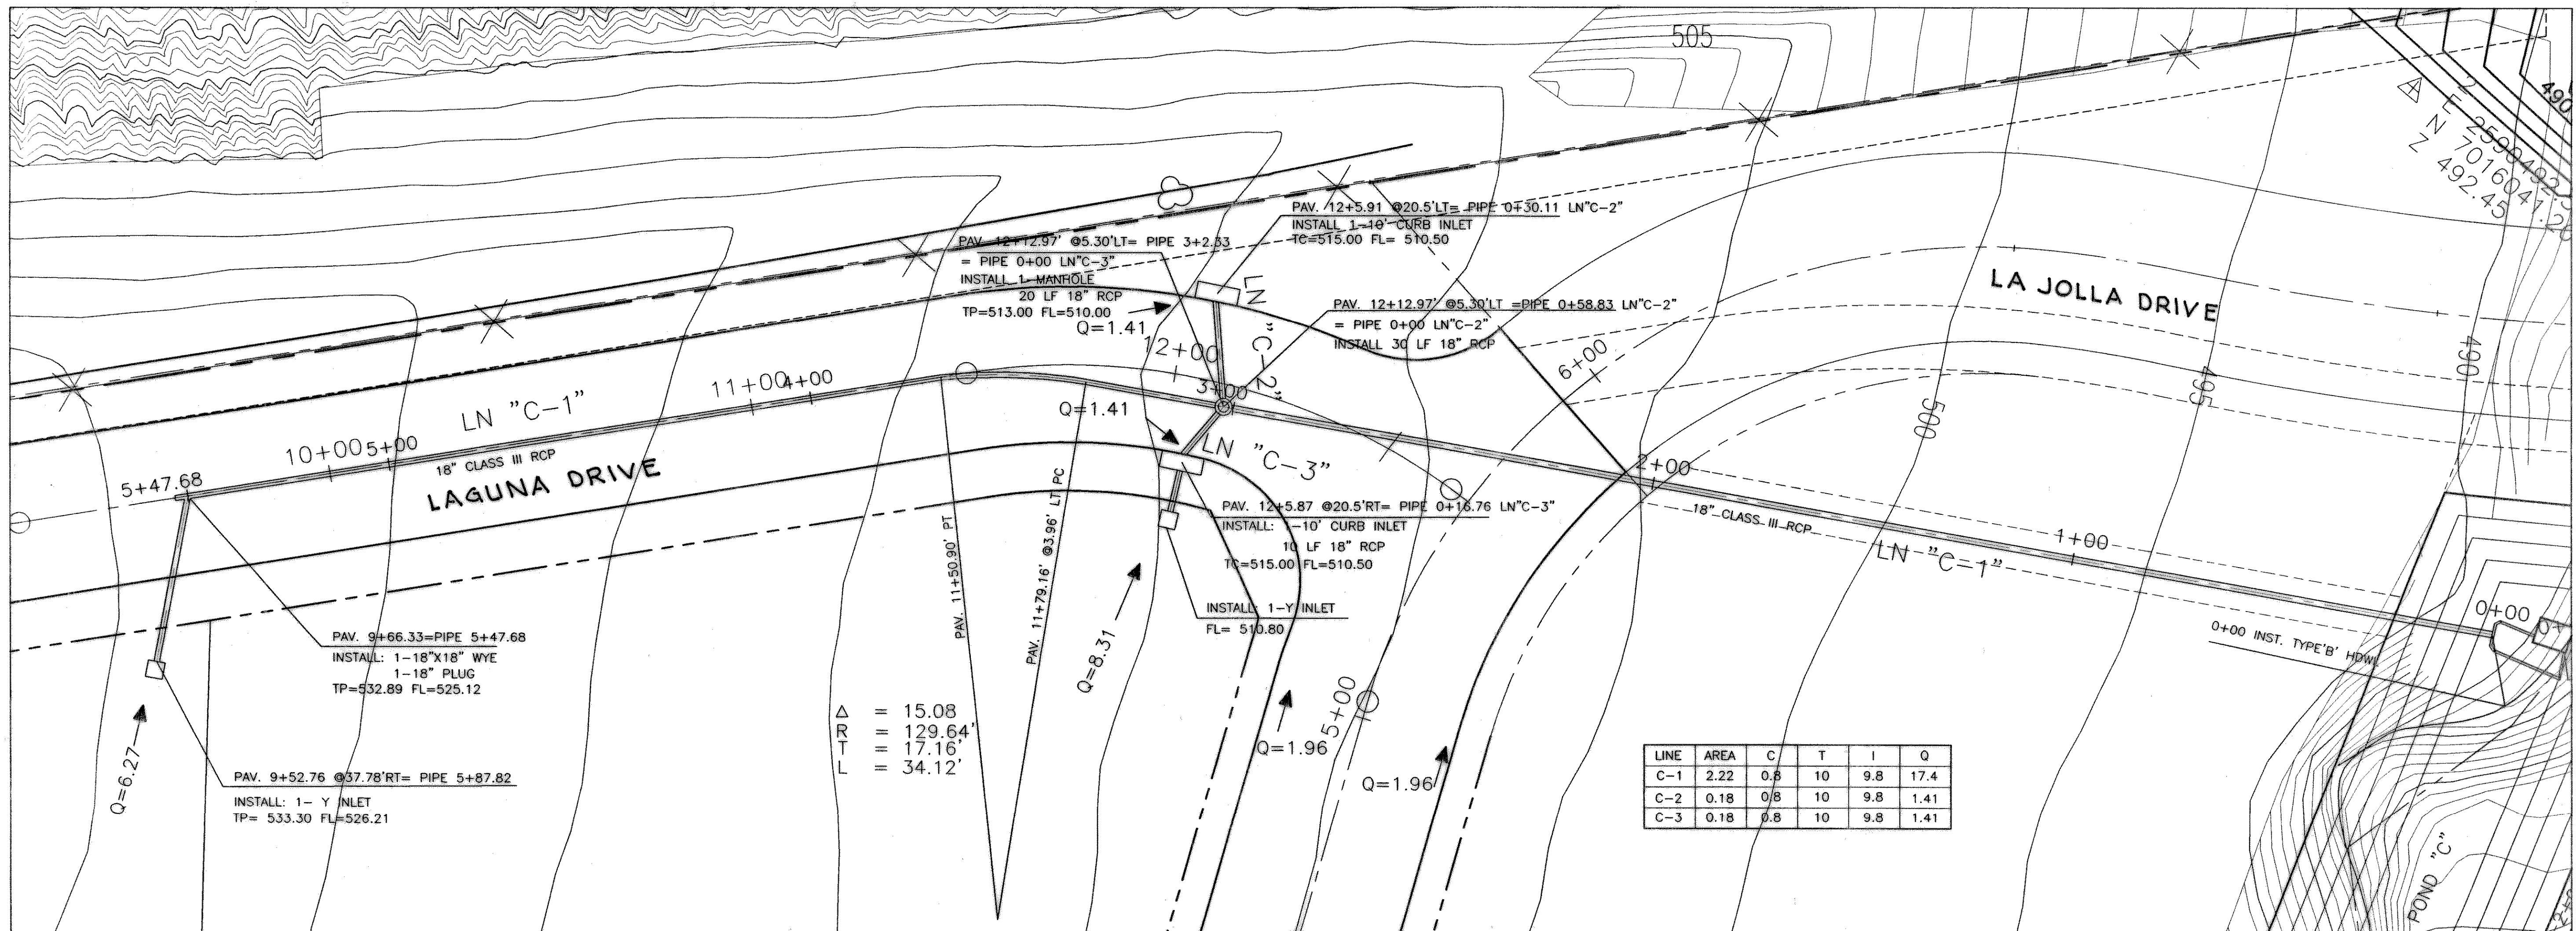 505
490
2
E 2590492.5
N 7016041.26
Z 492.45
PAV. 12+5.91 @20.5'LT= PIPE 0+30.11 LN"C-2"
INSTALL 1-10' CURB INLET
TC=515.00 FL= 510.50
PAV. 12+12.97' @5.30'LT= PIPE 3+2.33
= PIPE 0+00 LN"C-3"
INSTALL 1-MANHOLE
20 LF 18" RCP
TP=513.00 FL=510.00
Q=1.41
LN "C-2"
PAV. 12+12.97' @5.30'LT =PIPE 0+58.83 LN"C-2"
= PIPE 0+00 LN"C-2"
INSTALL 30 LF 18" RCP
LA JOLLA DRIVE
12+00
3+00
6+00
490
495
500
11+00
4+00
LN "C-1"
Q=1.41
LN "C-3"
10+00
5+00
18" CLASS III RCP
LAGUNA DRIVE
5+47.68
2+00
18" CLASS III RCP
LN "C-1"
1+00
0+00
0+00 INST. TYPE'B' HDWL
PAV. 12+5.87 @20.5'RT= PIPE 0+16.76 LN"C-3"
INSTALL: 1-10' CURB INLET
10 LF 18" RCP
TC=515.00 FL=510.50
INSTALL: 1-Y INLET
FL= 510.80
PAV. 11+50.90' PT
PAV. 11+79.16' @3.96' LT PC
PAV. 9+66.33=PIPE 5+47.68
INSTALL: 1-18"X18" WYE
1-18" PLUG
TP=532.89 FL=525.12
Q=8.31
Q=6.27
PAV. 9+52.76 @37.78'RT= PIPE 5+87.82
INSTALL: 1- Y INLET
TP= 533.30 FL=526.21
Δ = 15.08
R = 129.64'
T = 17.16'
L = 34.12'
5+00
Q=1.96
Q=1.96
LINE AREA C T I Q
C-1 2.22 0.8 10 9.8 17.4
C-2 0.18 0.8 10 9.8 1.41
C-3 0.18 0.8 10 9.8 1.41
POND "C"